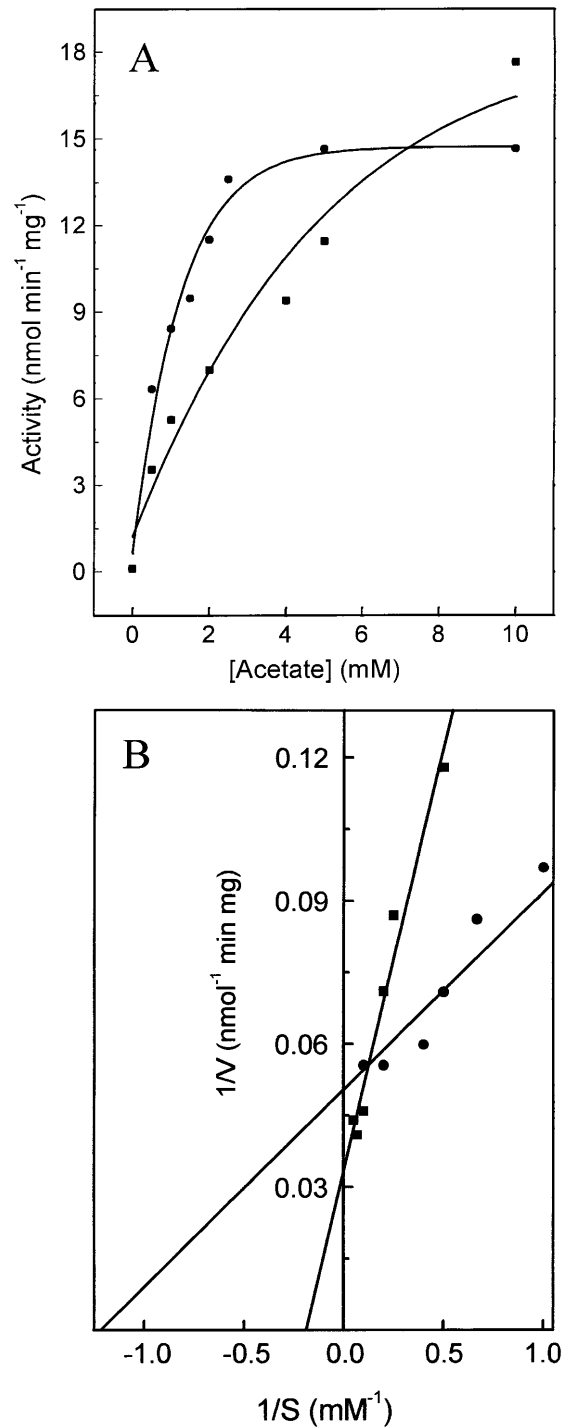 A
18
15
12
9
6
3
0
Activity (nmol min⁻¹ mg⁻¹)
0 2 4 6 8 10
[Acetate] (mM)
B
0.12
0.09
0.06
0.03
1/V (nmol⁻¹ min mg)
-1.0 -0.5 0.0 0.5 1.0
1/S (mM⁻¹)